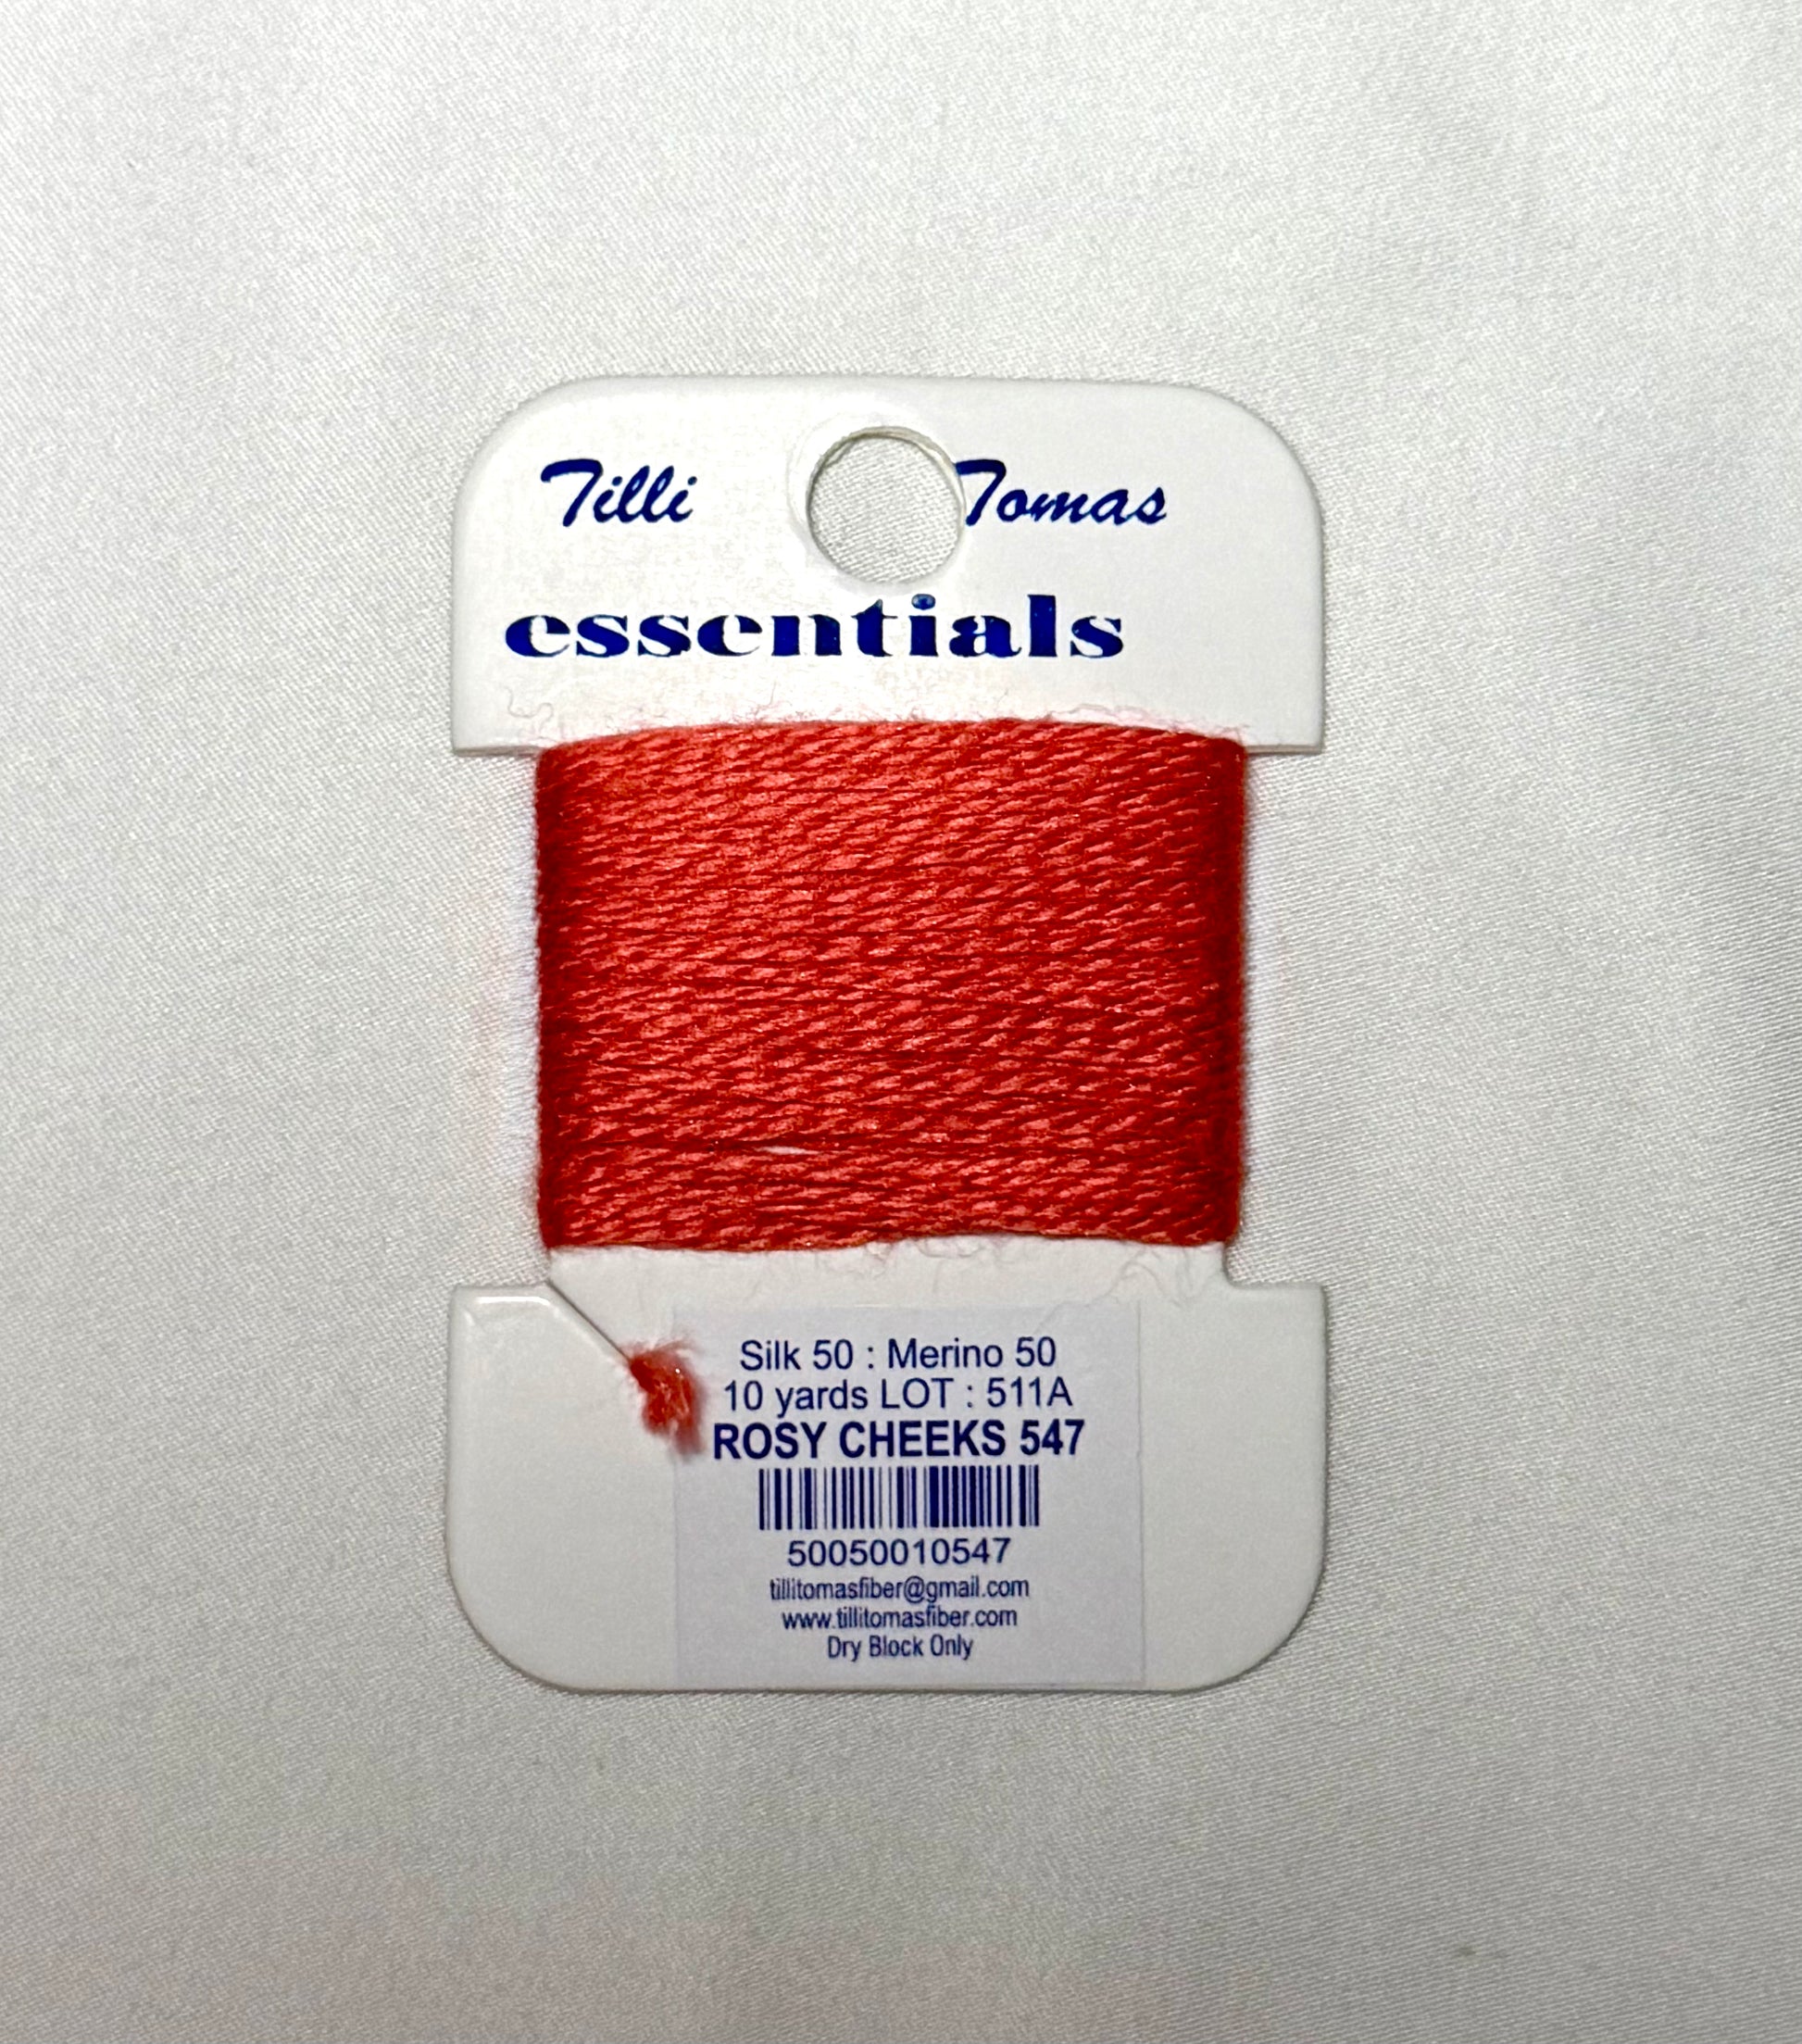 Tilli Tomas
essentials
Silk 50 : Merino 50
10 yards LOT : 511A
ROSY CHEEKS 547
50050010547
tillitomasfiber@gmail.com
www.tillitomasfiber.com
Dry Block Only